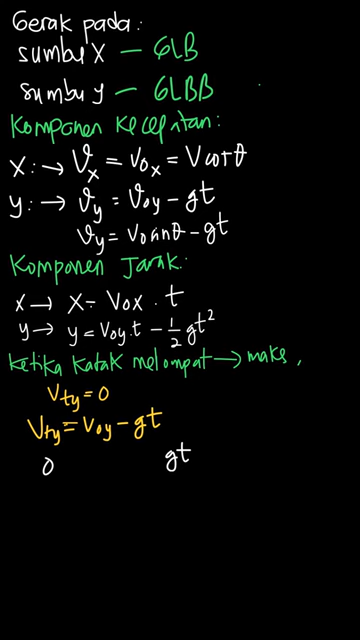 Gerak pada:
sumbu X — GLB
sumbu y — GLBB
Komponen Kecepatan:
X: → Vx = Vox = V cos θ
y: → Vy = Voy − gt
Vy = Vo sin θ − gt
Komponen Jarak:
x → X = Vox · t
y → y = Voy · t − 1/2 gt²
ketika katak melompat → maks,
Vty = 0
Vty = Voy − gt
0 gt